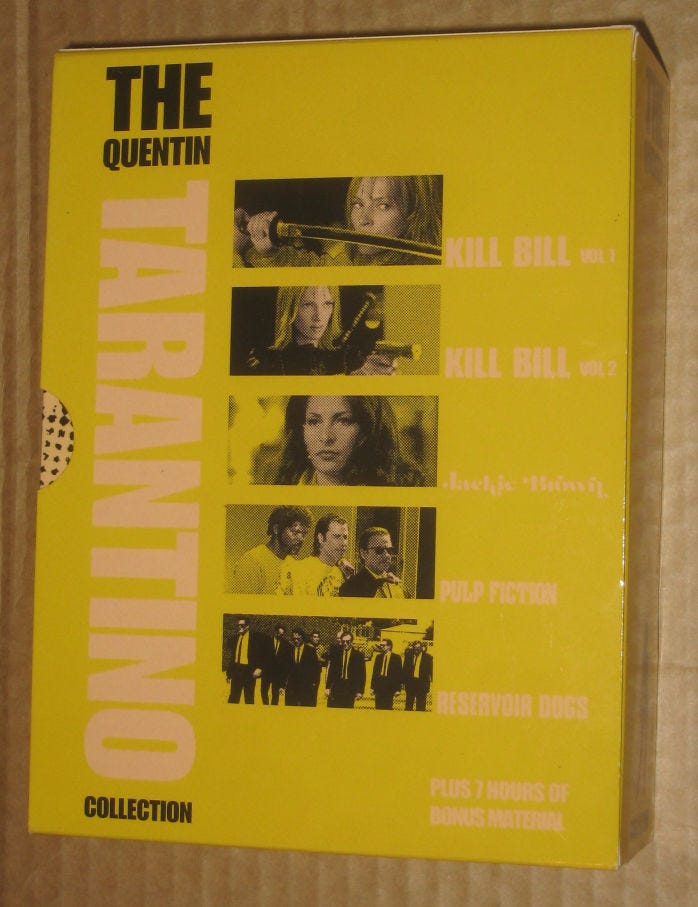 THE
QUENTIN
TARANTINO
COLLECTION
KILL BILL VOL 1
KILL BILL VOL 2
Jackie Brown
PULP FICTION
RESERVOIR DOGS
PLUS 7 HOURS OF
BONUS MATERIAL